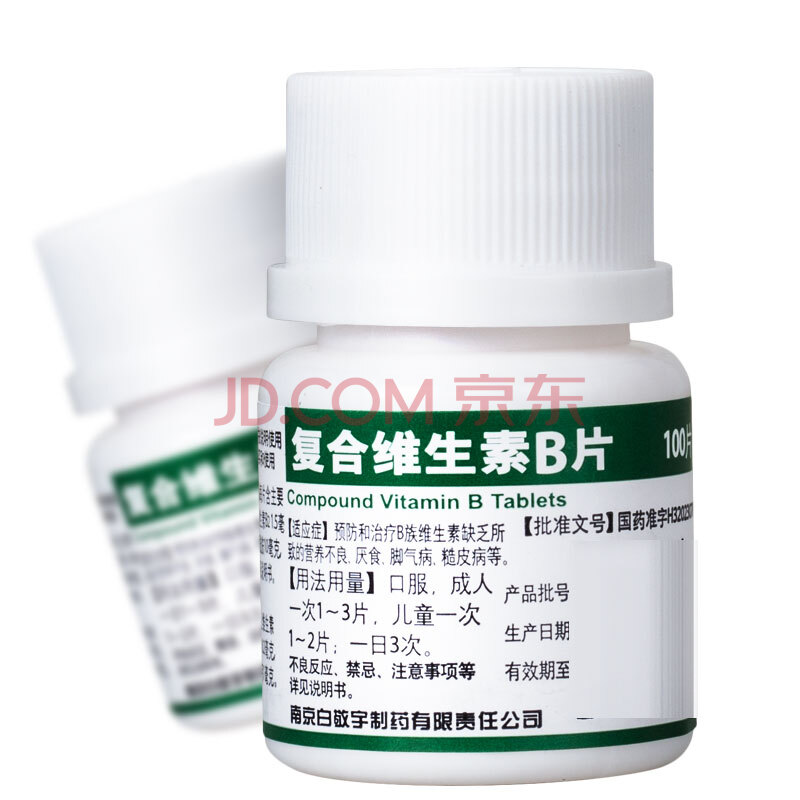 JD.COM 京东
复合维生素B片
100片
Compound Vitamin B Tablets
【适应症】预防和治疗B族维生素缺乏所
致的营养不良、厌食、脚气病、糙皮病等。
【用法用量】口服，成人
一次1～3片，儿童一次
1～2片；一日3次。
不良反应、禁忌、注意事项等
详见说明书。
南京白敬宇制药有限责任公司
【批准文号】国药准字H320230
产品批号
生产日期
有效期至